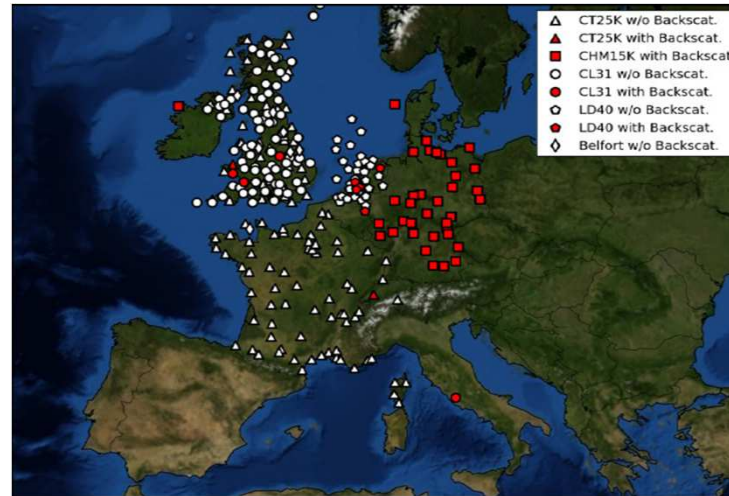 CT25K w/o Backscat.
CT25K with Backscat.
CHM15K with Backscat.
CL31 w/o Backscat.
CL31 with Backscat.
LD40 w/o Backscat.
LD40 with Backscat.
Belfort w/o Backscat.